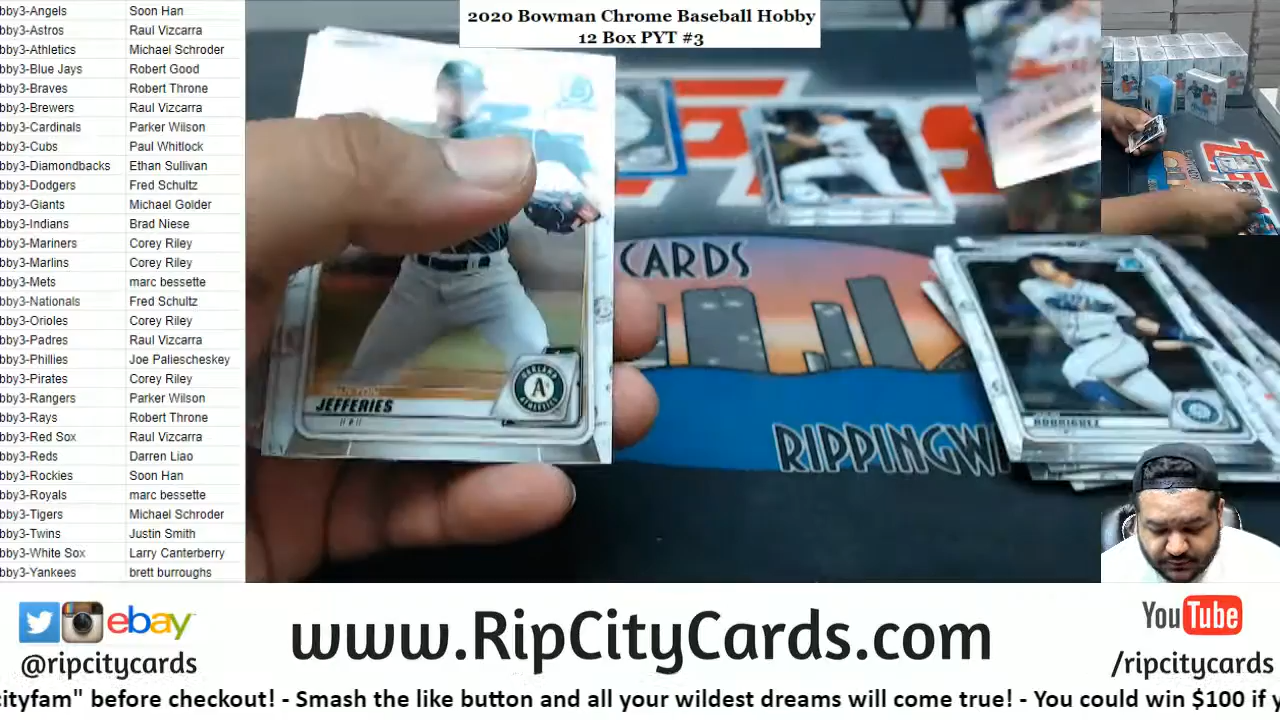 2020 Bowman Chrome Baseball Hobby
12 Box PYT #3
bby3-Angels Soon Han
bby3-Astros Raul Vizcarra
bby3-Athletics Michael Schroder
bby3-Blue Jays Robert Good
bby3-Braves Robert Throne
bby3-Brewers Raul Vizcarra
bby3-Cardinals Parker Wilson
bby3-Cubs Paul Whitlock
bby3-Diamondbacks Ethan Sullivan
bby3-Dodgers Fred Schultz
bby3-Giants Michael Golder
bby3-Indians Brad Niese
bby3-Mariners Corey Riley
bby3-Marlins Corey Riley
bby3-Mets marc bessette
bby3-Nationals Fred Schultz
bby3-Orioles Corey Riley
bby3-Padres Raul Vizcarra
bby3-Phillies Joe Paliescheskey
bby3-Pirates Corey Riley
bby3-Rangers Parker Wilson
bby3-Rays Robert Throne
bby3-Red Sox Raul Vizcarra
bby3-Reds Darren Liao
bby3-Rockies Soon Han
bby3-Royals marc bessette
bby3-Tigers Michael Schroder
bby3-Twins Justin Smith
bby3-White Sox Larry Canterberry
bby3-Yankees brett burroughs
JEFFERIES
A's
CARDS
RIPPINGW
RODRIGUEZ
ebay
@ripcitycards
www.RipCityCards.com
YouTube
/ripcitycards
cityfam" before checkout! - Smash the like button and all your wildest dreams will come true! - You could win $100 if y